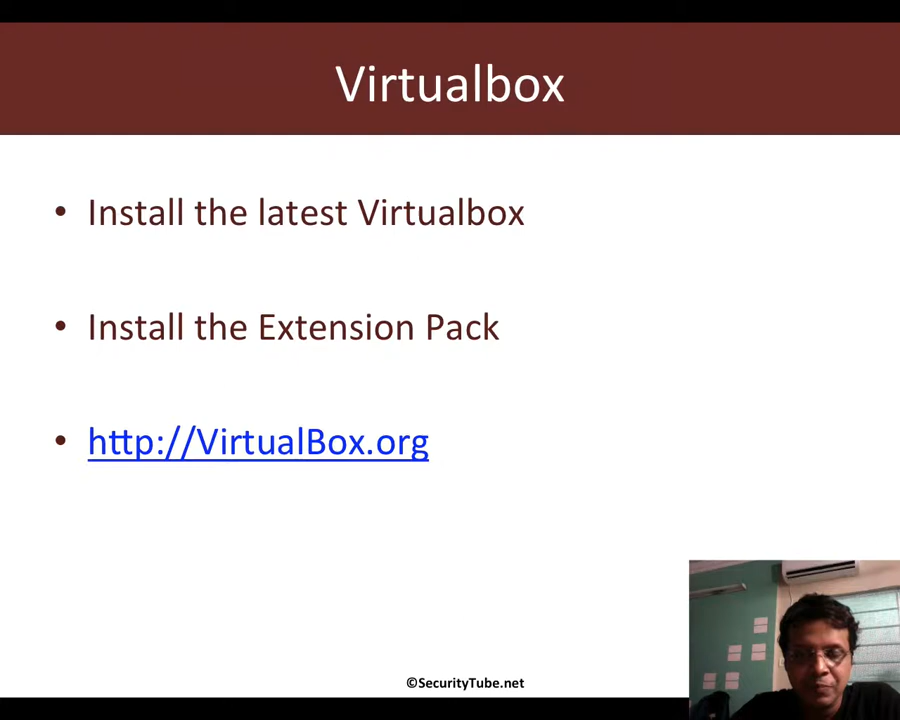 Virtualbox
• Install the latest Virtualbox
• Install the Extension Pack
• http://VirtualBox.org
©SecurityTube.net